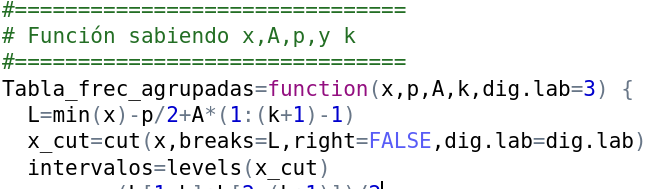 #================================
# Función sabiendo x,A,p,y k
#================================
Tabla_frec_agrupadas=function(x,p,A,k,dig.lab=3) {
L=min(x)-p/2+A*(1:(k+1)-1)
x_cut=cut(x,breaks=L,right=FALSE,dig.lab=dig.lab)
intervalos=levels(x_cut)